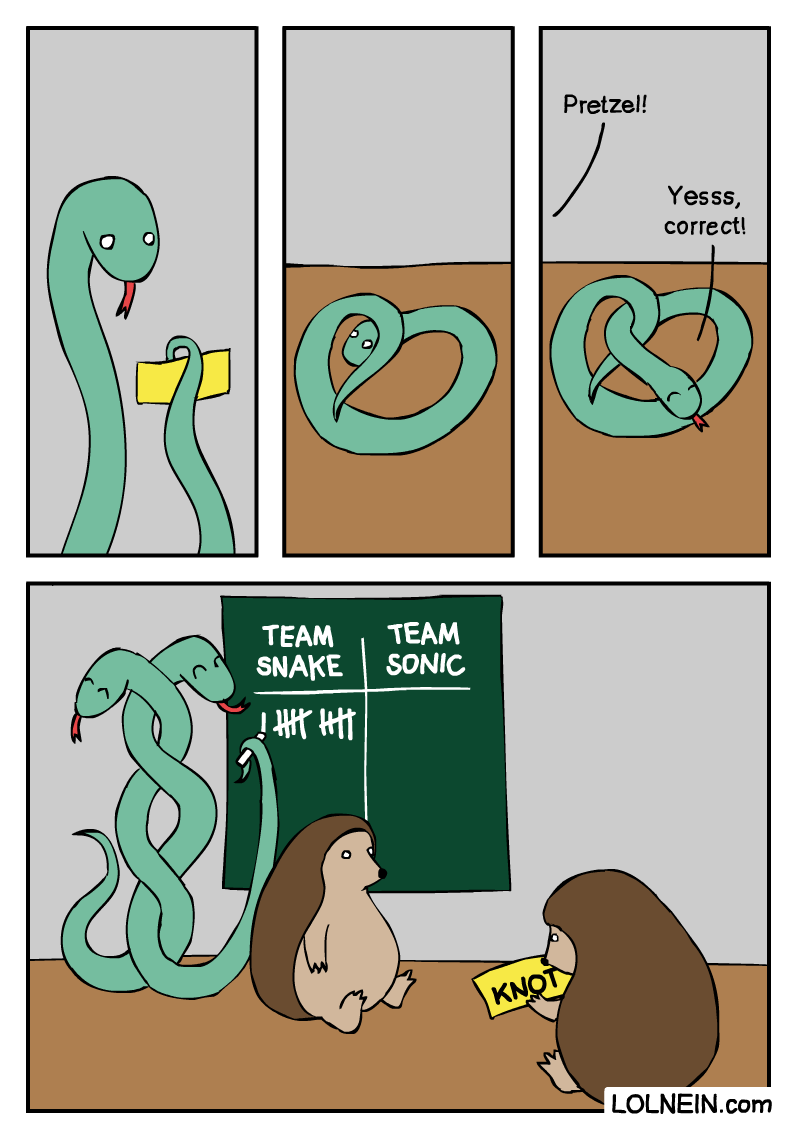 Pretzel!
Yesss,
correct!
TEAM
SNAKE
TEAM
SONIC
KNOT
LOLNEIN.com